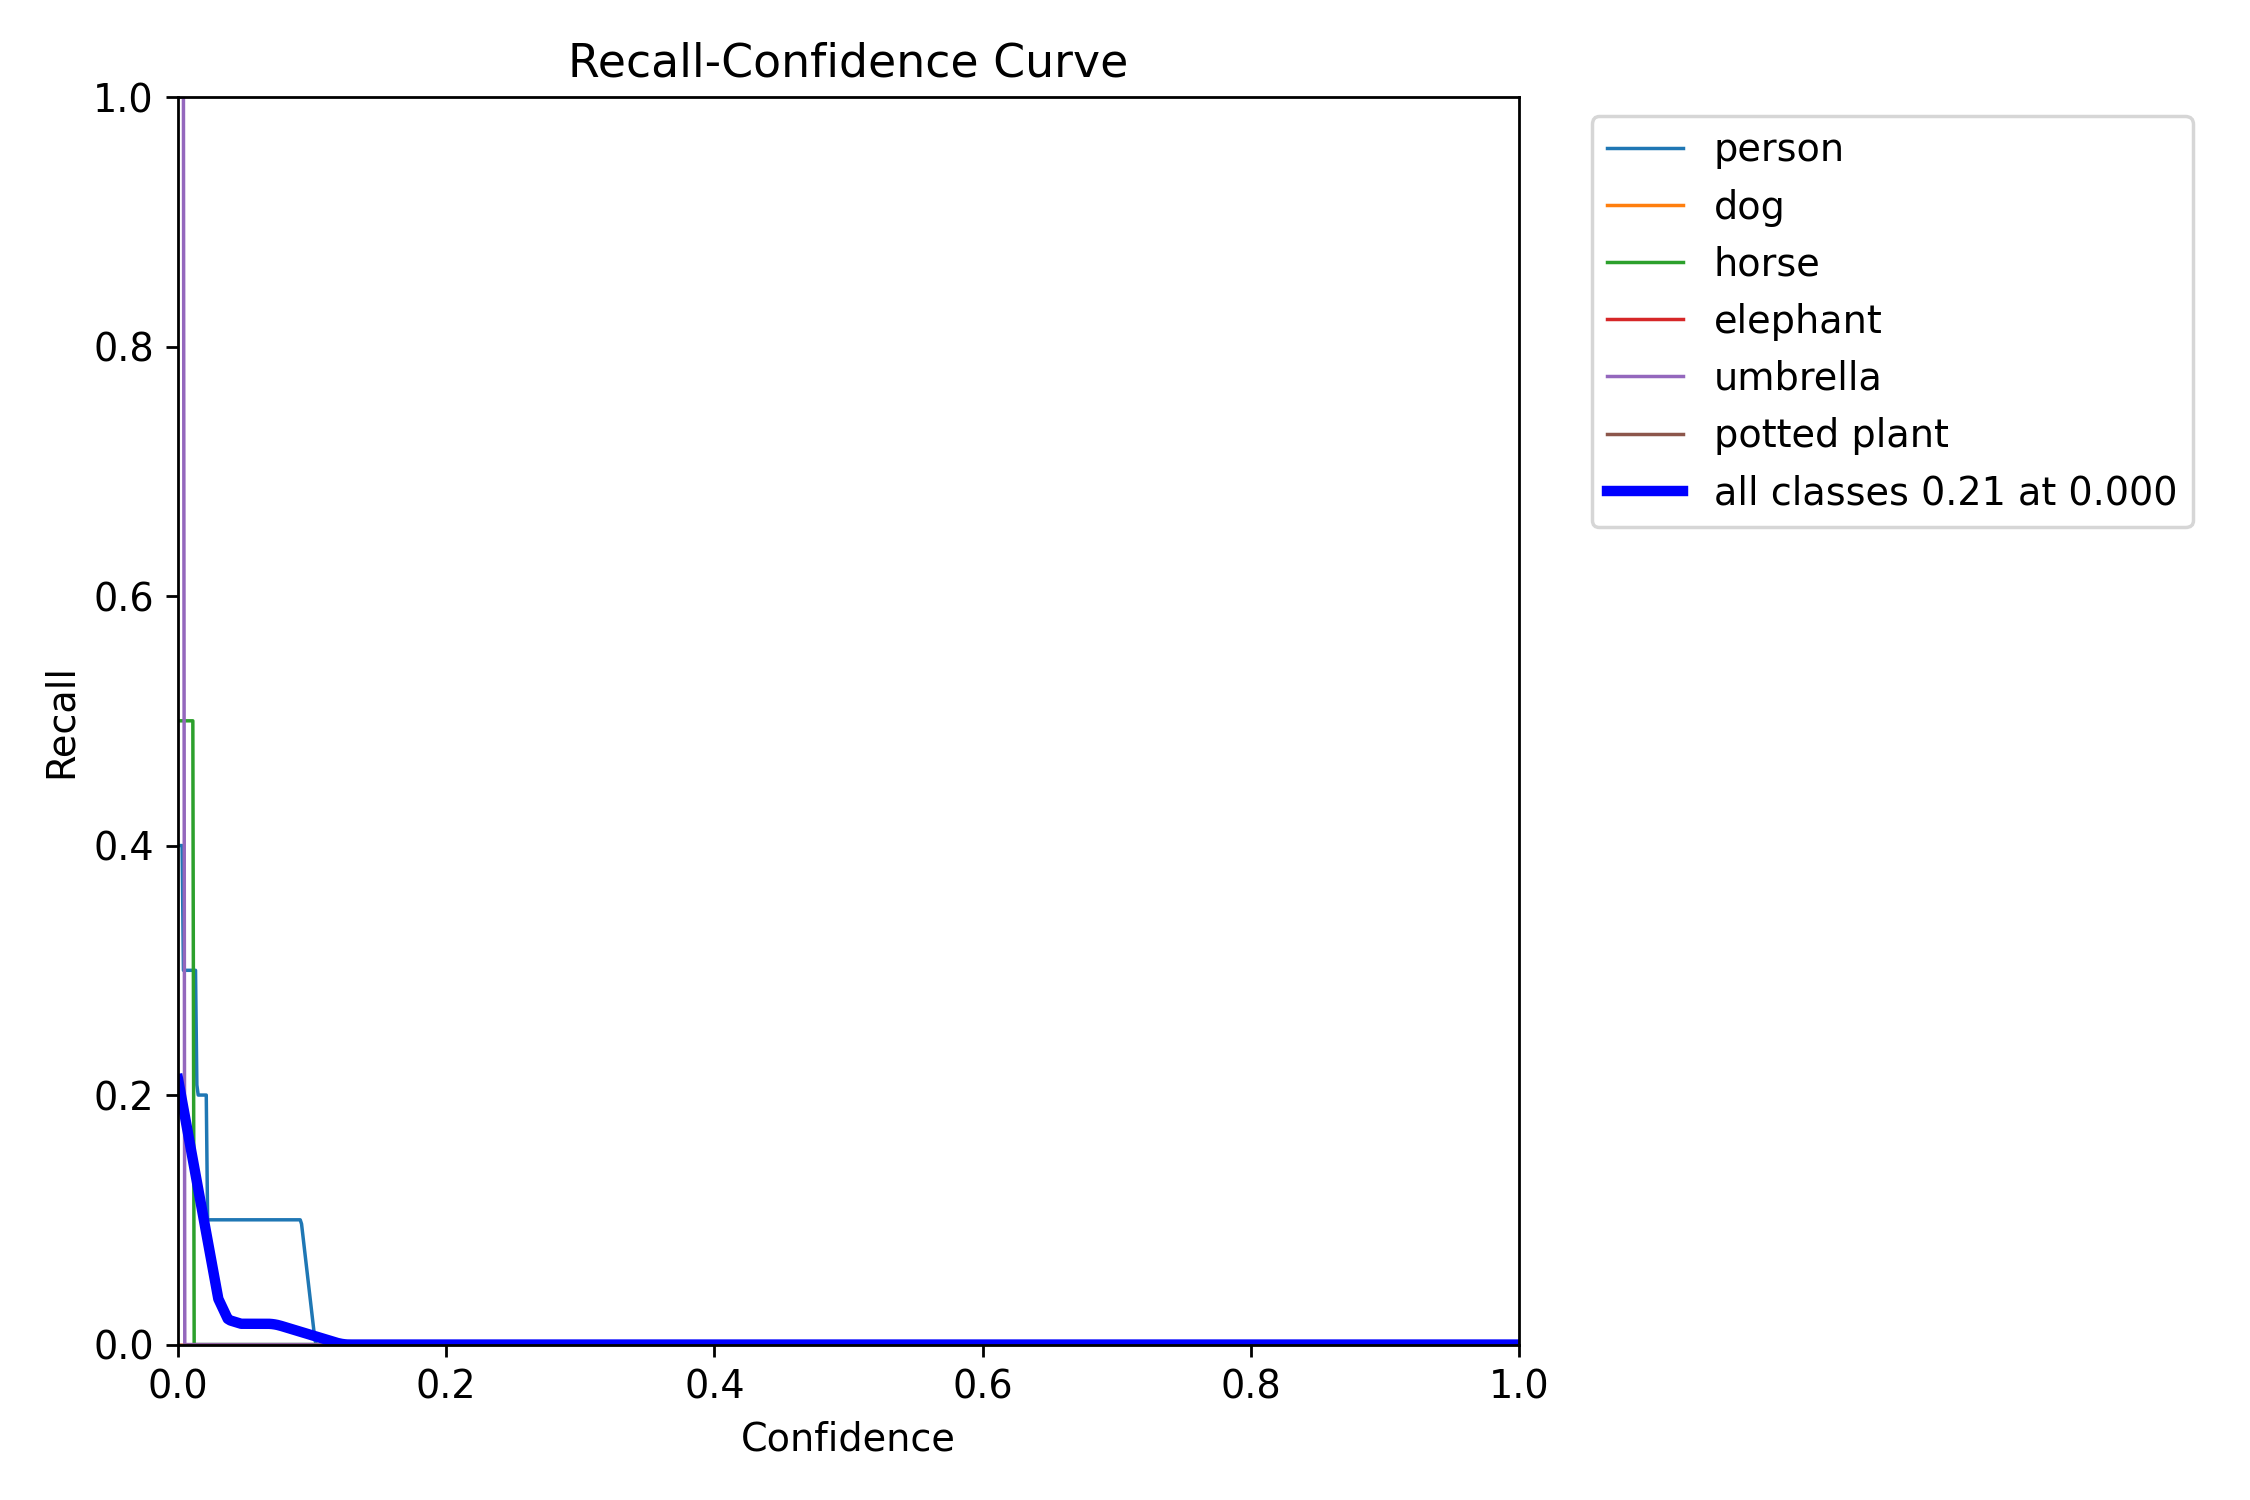 Recall-Confidence Curve
1.0
0.8
0.6
0.4
0.2
0.0
Recall
0.0 0.2 0.4 0.6 0.8 1.0
Confidence
person
dog
horse
elephant
umbrella
potted plant
all classes 0.21 at 0.000